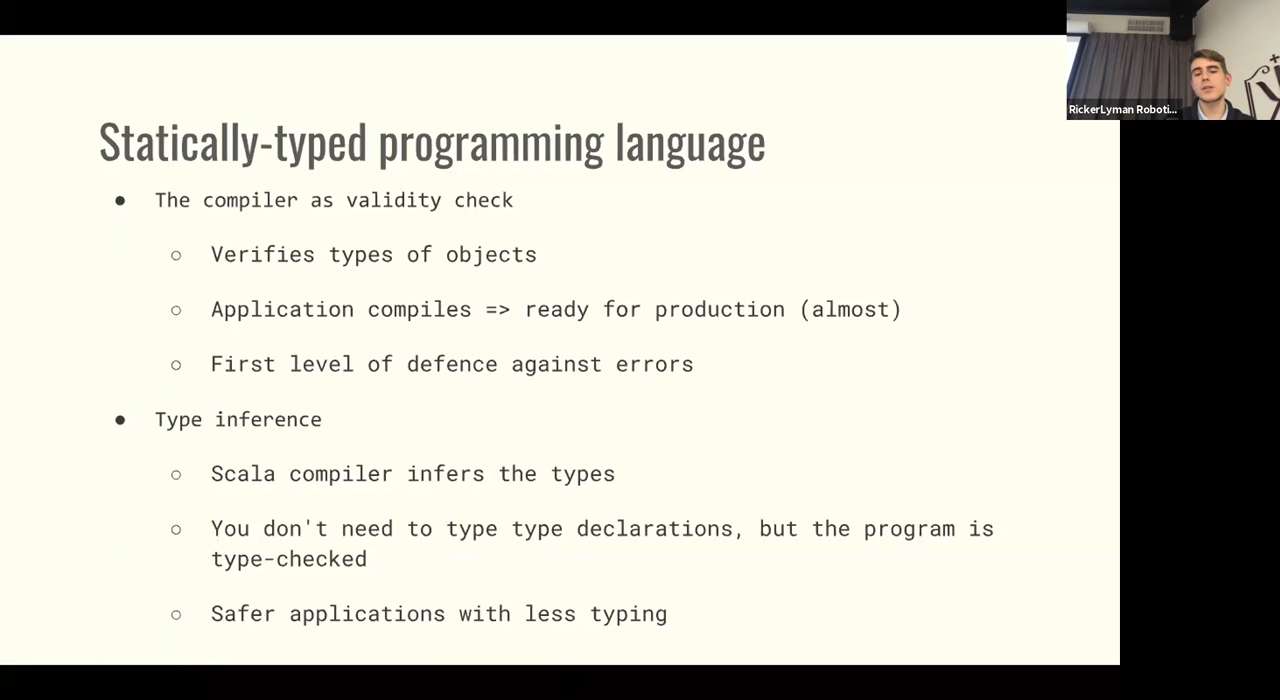 Statically-typed programming language
● The compiler as validity check
○ Verifies types of objects
○ Application compiles => ready for production (almost)
○ First level of defence against errors
● Type inference
○ Scala compiler infers the types
○ You don't need to type type declarations, but the program is
type-checked
○ Safer applications with less typing
RickerLyman Roboti...